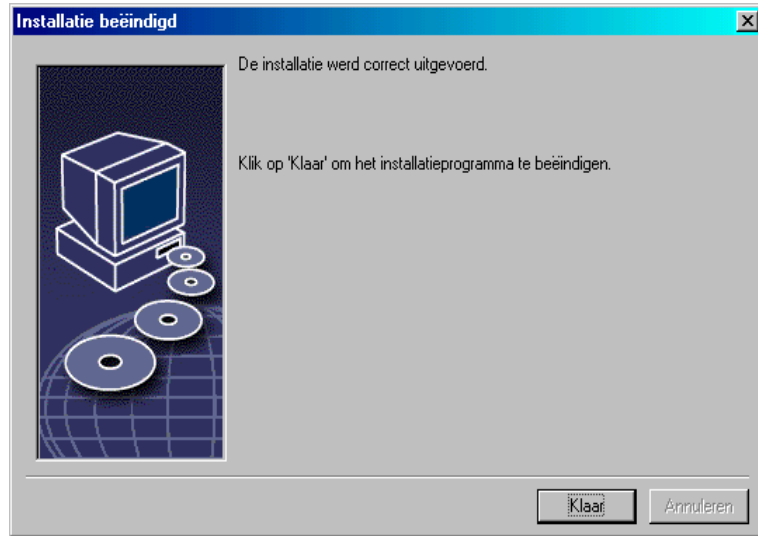 Installatie beëindigd
De installatie werd correct uitgevoerd.
Klik op 'Klaar' om het installatieprogramma te beëindigen.
Klaar
Annuleren